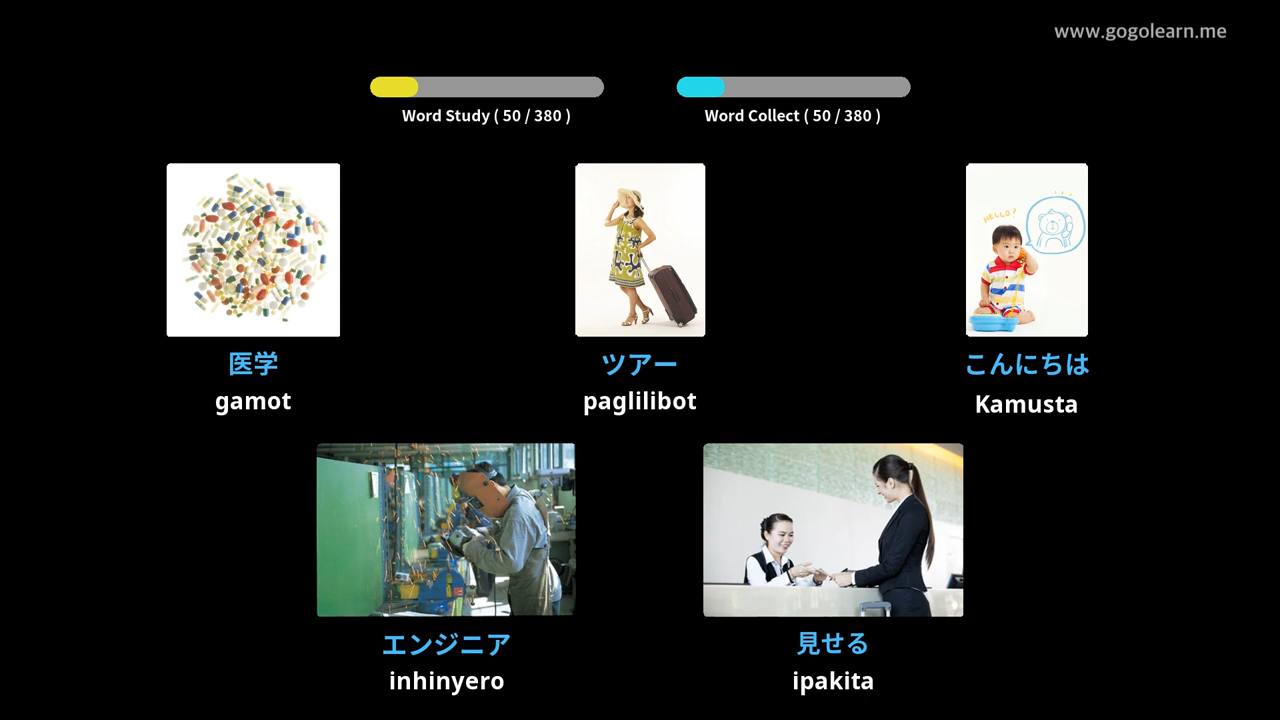 www.gogolearn.me
Word Study ( 50 / 380 )
Word Collect ( 50 / 380 )
HELLO?
医学
gamot
ツアー
paglilibot
こんにちは
Kamusta
エンジニア
inhinyero
見せる
ipakita